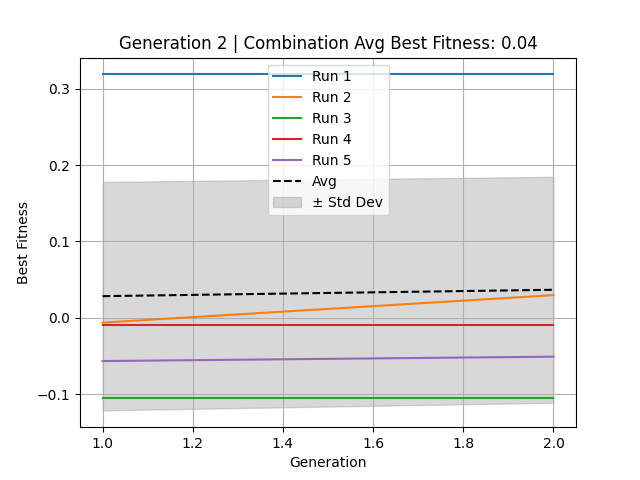 Generation 2 | Combination Avg Best Fitness: 0.04
Best Fitness
0.3
0.2
0.1
0.0
−0.1
Run 1
Run 2
Run 3
Run 4
Run 5
Avg
± Std Dev
1.0 1.2 1.4 1.6 1.8 2.0
Generation